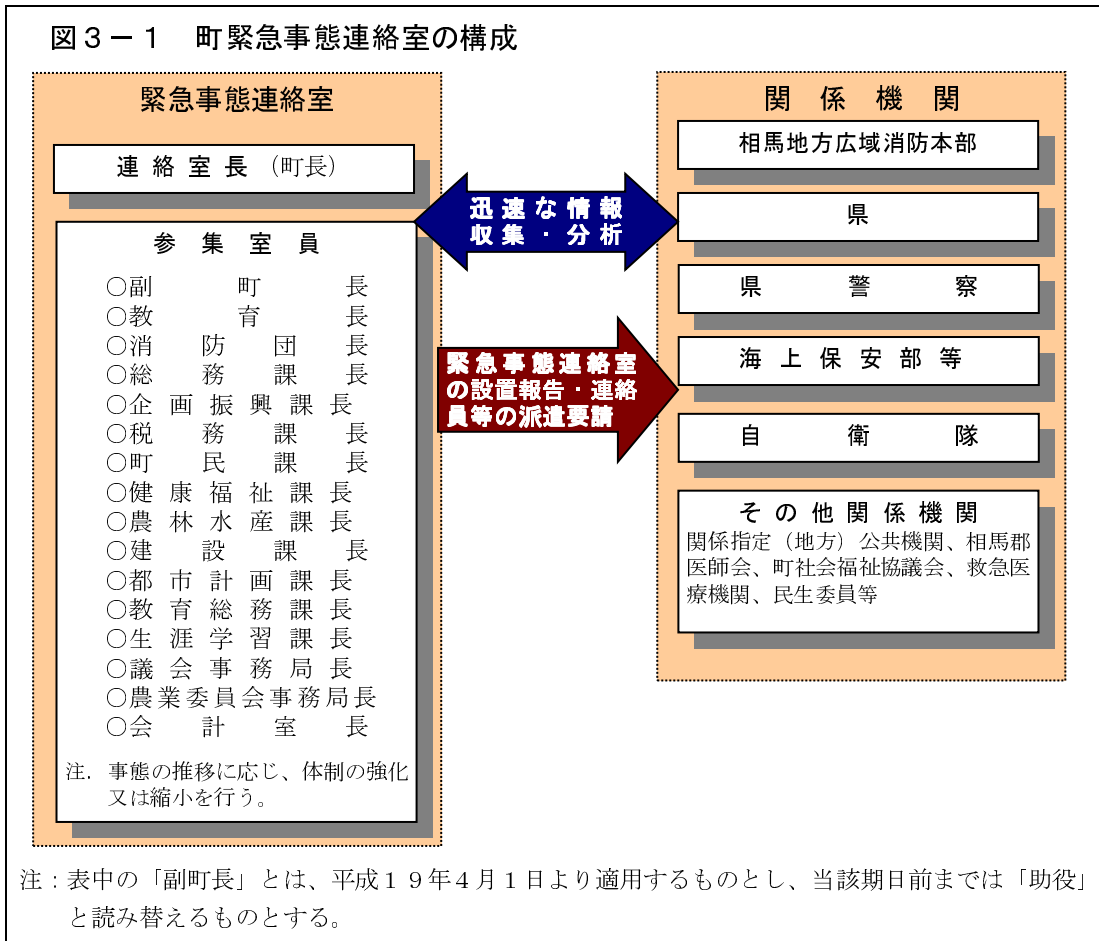 図３－１　町緊急事態連絡室の構成
緊急事態連絡室
連絡室長（町長）
参集室員
○副町長
○教育長
○消防団長
○総務課長
○企画振興課長
○税務課長
○町民課長
○健康福祉課長
○農林水産課長
○建設課長
○都市計画課長
○教育総務課長
○生涯学習課長
○議会事務局長
○農業委員会事務局長
○会計室長
注．事態の推移に応じ、体制の強化
又は縮小を行う。
迅速な情報
収集・分析
緊急事態連絡室
の設置報告・連絡
員等の派遣要請
関係機関
相馬地方広域消防本部
県
県警察
海上保安部等
自衛隊
その他関係機関
関係指定（地方）公共機関、相馬郡
医師会、町社会福祉協議会、救急医
療機関、民生委員等
注：表中の「副町長」とは、平成１９年４月１日より適用するものとし、当該期日前までは「助役」
と読み替えるものとする。